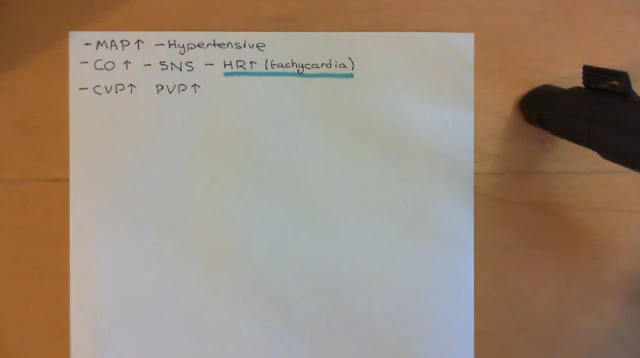 - MAP↑ - Hypertensive
- CO ↑ - SNS - HR↑ (tachycardia)
- CVP↑ PVP↑